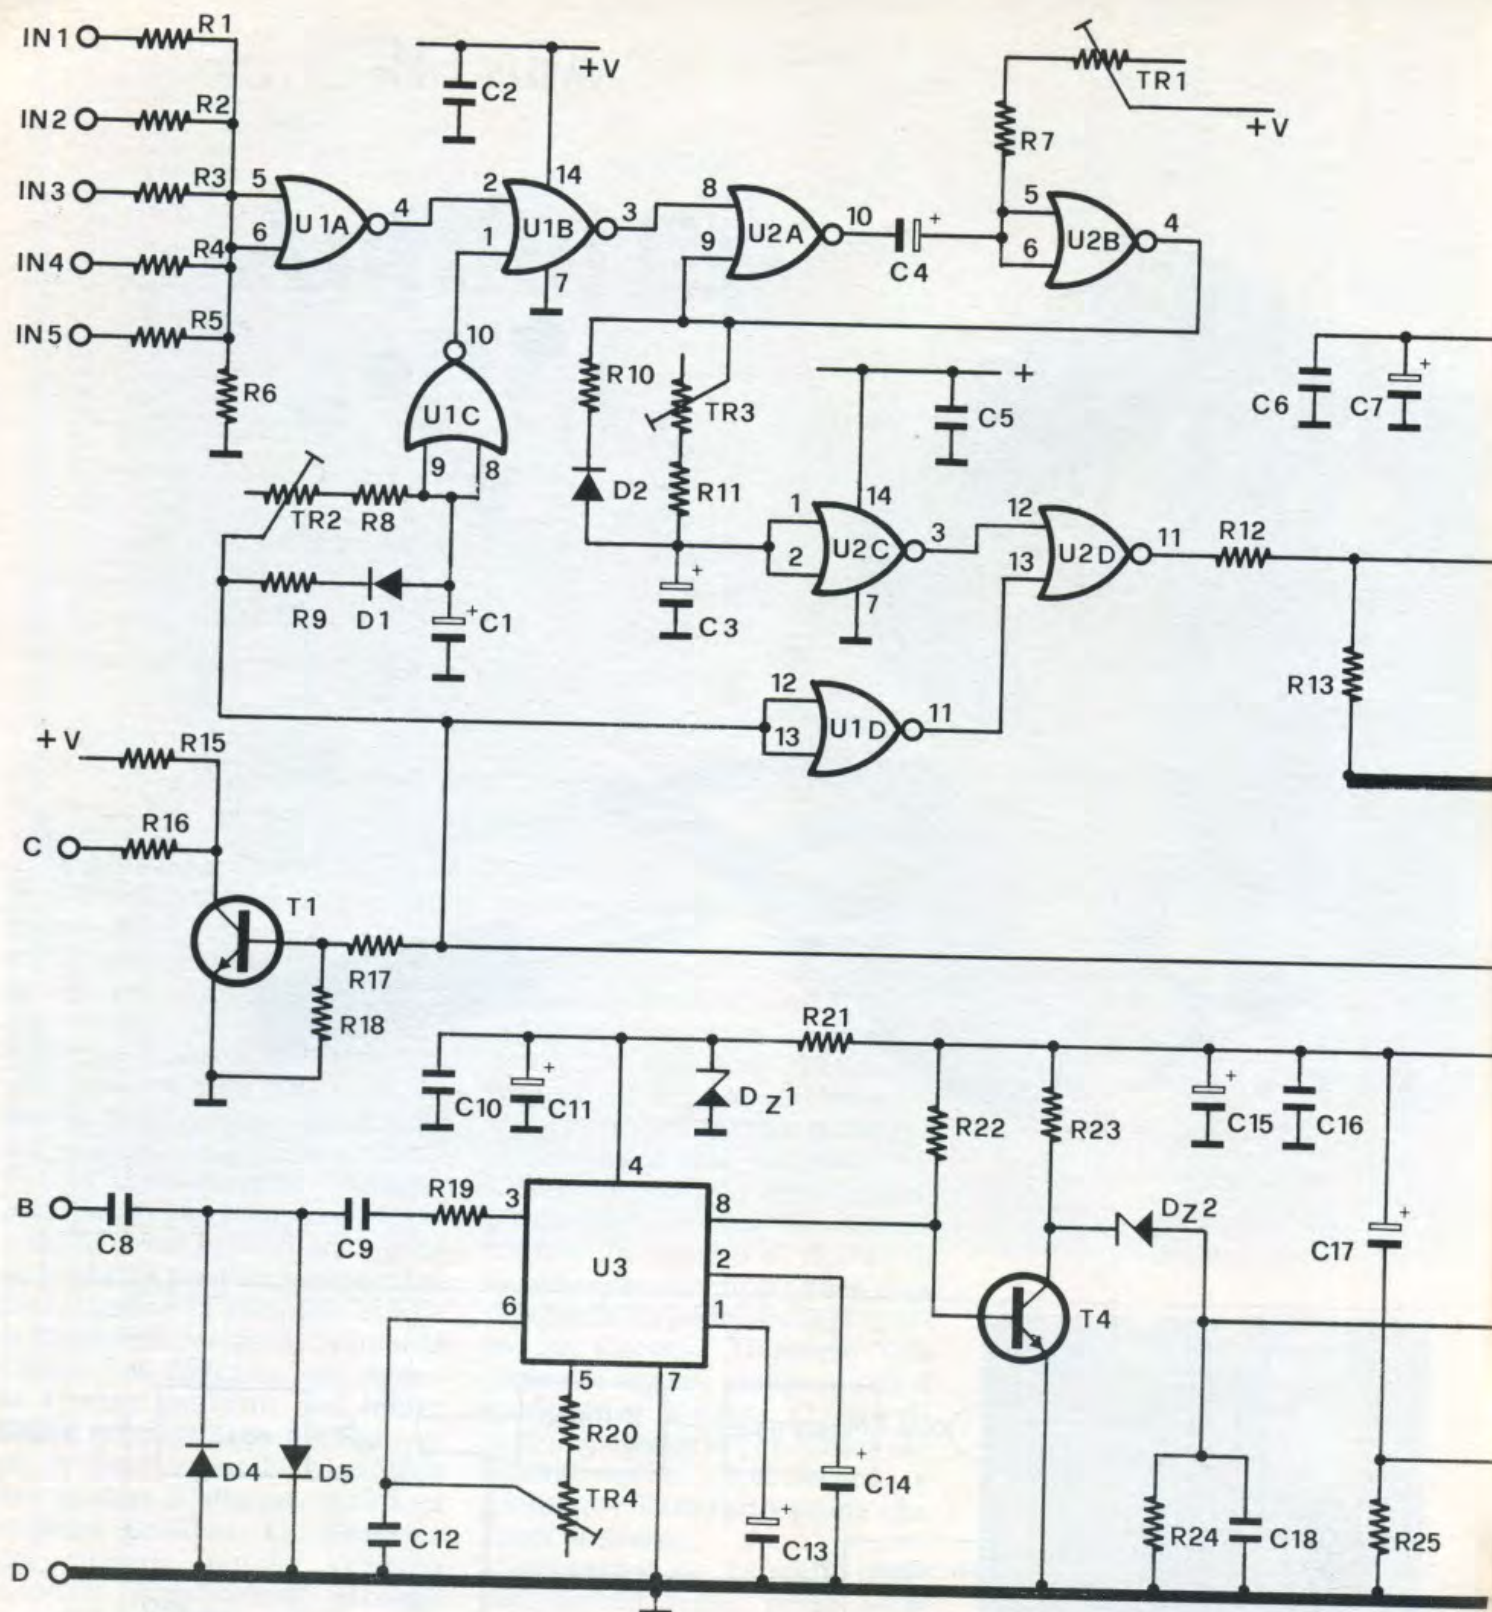 IN1 R1
C2 +V
TR1
IN2 R2
R7 +V
IN3 R3 5 4 2 14 3 8 10 5 4
U1A U1B U2A U2B
6 1 9 C4 + 6
IN4 R4
7
IN5 R5
10
R6
U1C
9 8
R10 TR3 +
C5
C6 C7 +
TR2 R8
D2 R11
1 14 3 12 11 R12
U2C U2D
2 13
7
R9 D1 + C1
+ C3
R13
12 11
U1D
13
+V R15
C R16
T1
R17
R18
R21
C10 + C11 DZ1
R22 R23 + C15 C16
4
B C8 C9 R19 3 8
DZ2
U3 2
C17 +
6 1
T4
5 7
R20
D4 D5
TR4
+ C14
C12 + C13
R24 C18 R25
D